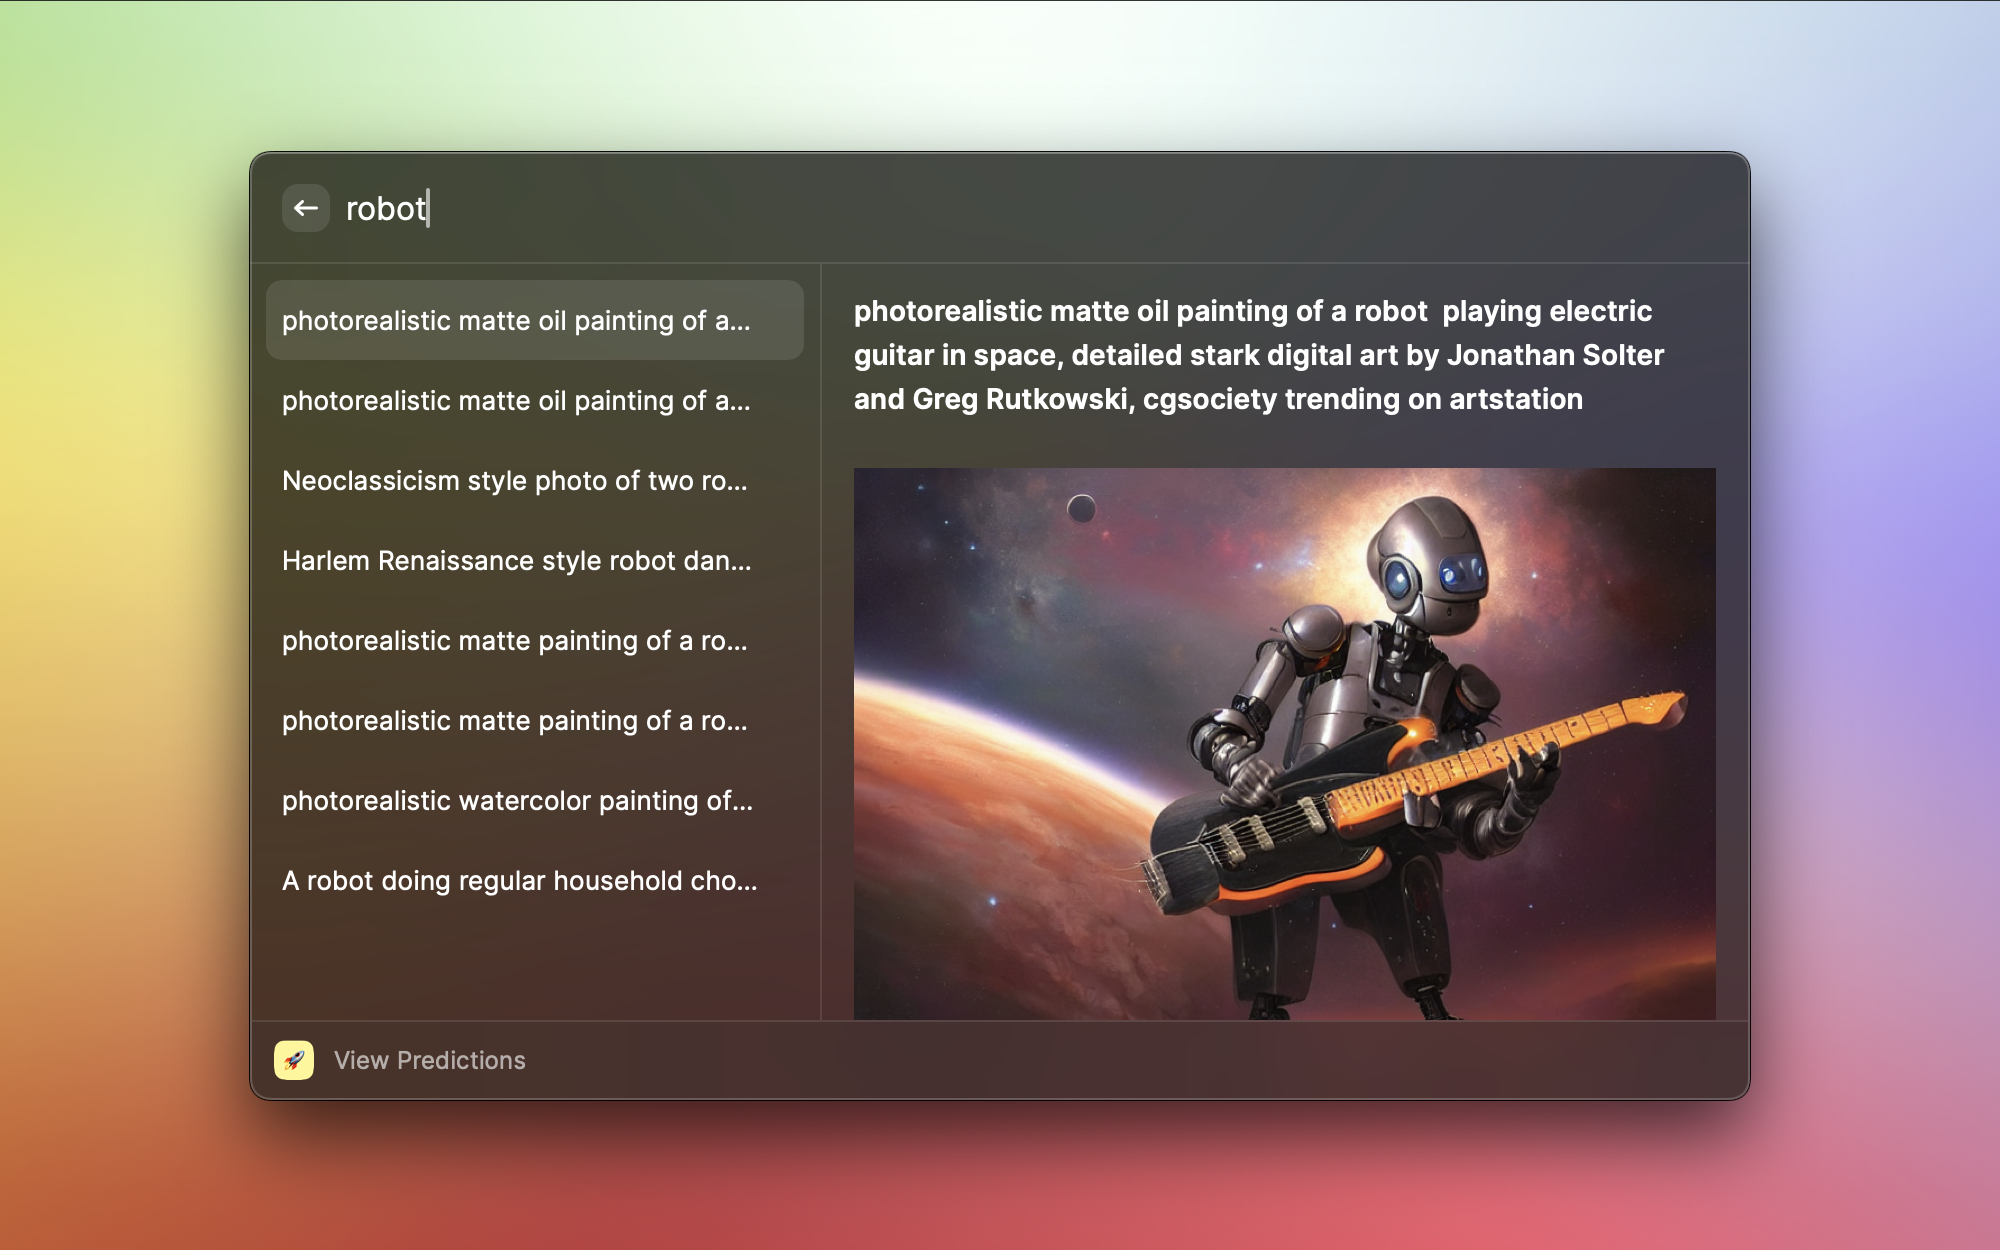 robot
photorealistic matte oil painting of a...
photorealistic matte oil painting of a...
Neoclassicism style photo of two ro...
Harlem Renaissance style robot dan...
photorealistic matte painting of a ro...
photorealistic matte painting of a ro...
photorealistic watercolor painting of...
A robot doing regular household cho...
photorealistic matte oil painting of a robot  playing electric
guitar in space, detailed stark digital art by Jonathan Solter
and Greg Rutkowski, cgsociety trending on artstation
View Predictions